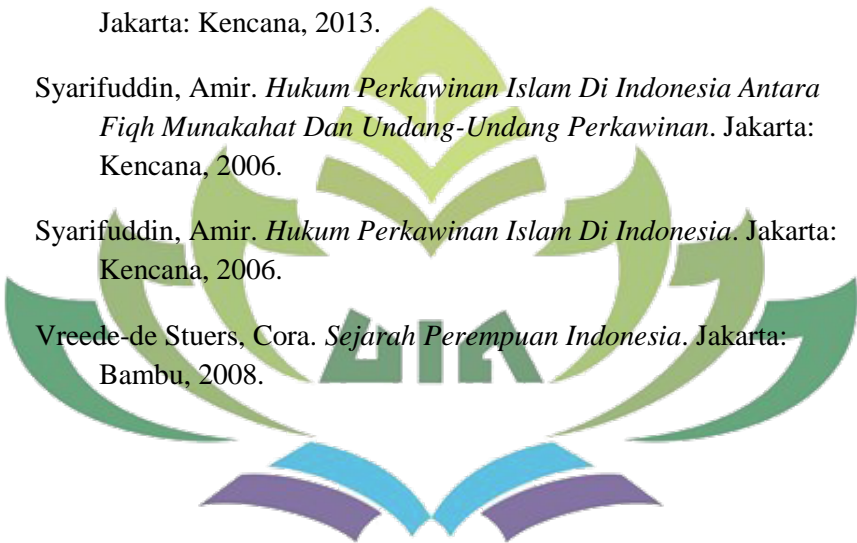 Jakarta: Kencana, 2013.
Syarifuddin, Amir. Hukum Perkawinan Islam Di Indonesia Antara
Fiqh Munakahat Dan Undang-Undang Perkawinan. Jakarta:
Kencana, 2006.
Syarifuddin, Amir. Hukum Perkawinan Islam Di Indonesia. Jakarta:
Kencana, 2006.
Vreede-de Stuers, Cora. Sejarah Perempuan Indonesia. Jakarta:
Bambu, 2008.